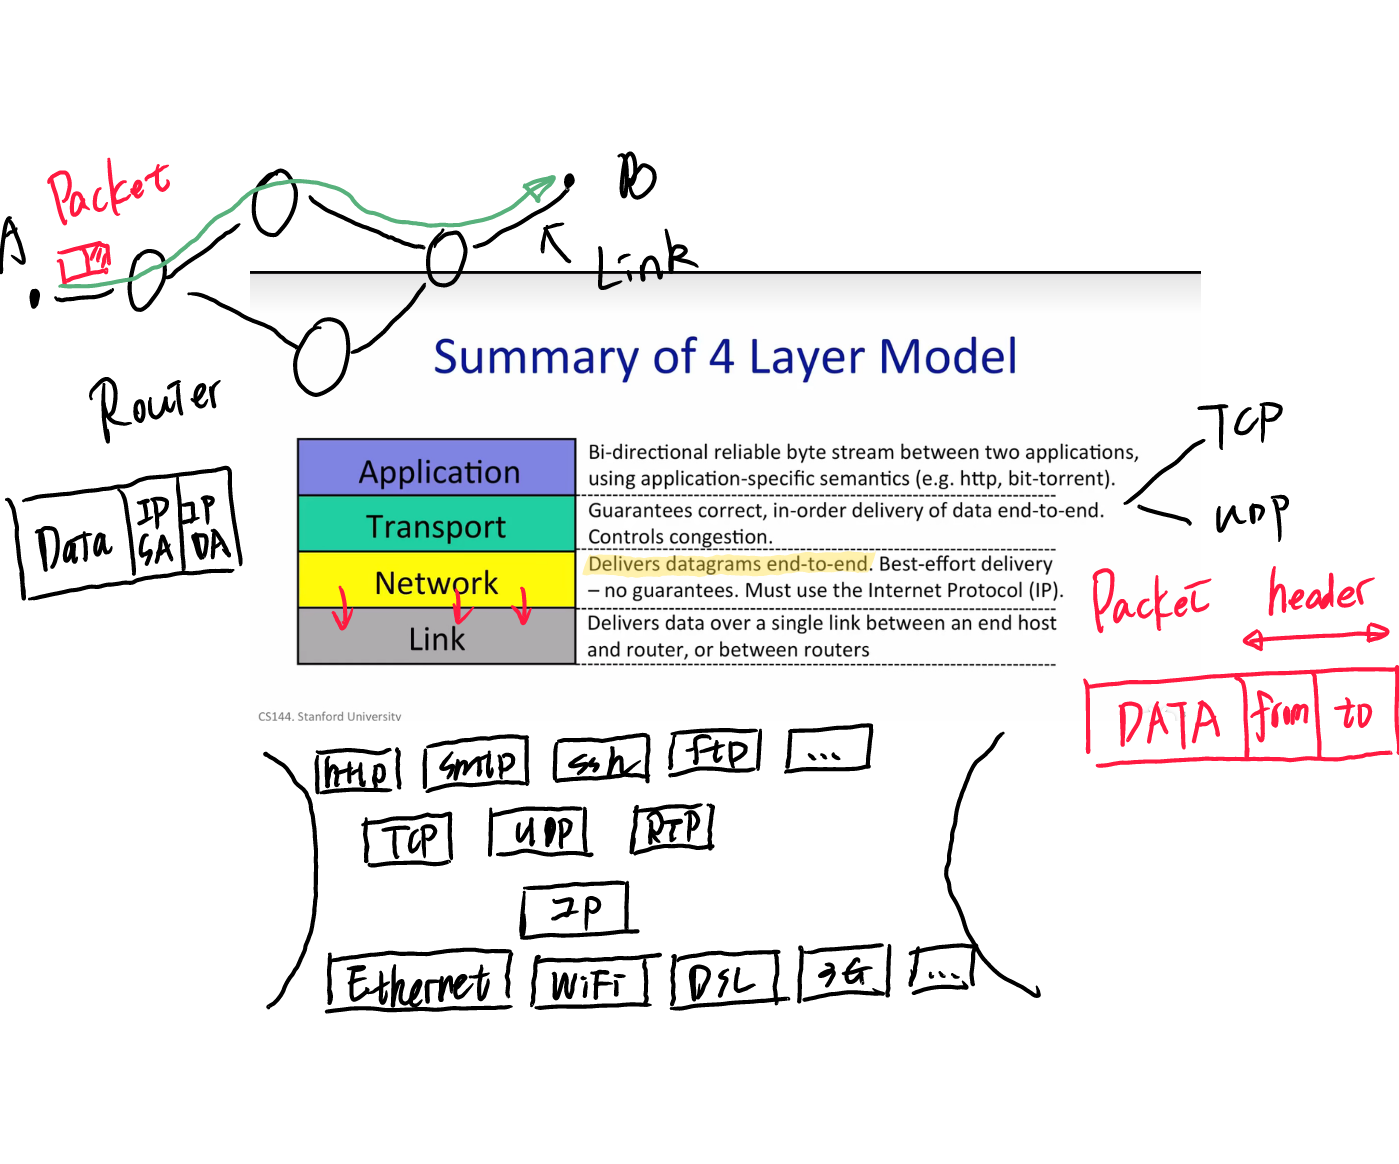 Packet
A
B
Link
Summary of 4 Layer Model
Router
TCP
UDP
Application
Bi-directional reliable byte stream between two applications,
using application-specific semantics (e.g. http, bit-torrent).
Transport
Guarantees correct, in-order delivery of data end-to-end.
Controls congestion.
Network
Delivers datagrams end-to-end. Best-effort delivery
– no guarantees. Must use the Internet Protocol (IP).
Link
Delivers data over a single link between an end host
and router, or between routers
Data
IP
SA
IP
DA
Packet header
DATA from to
CS144, Stanford University
http smtp ssh ftp ...
TCP UDP RTP
IP
Ethernet WiFi DSL 3G ...